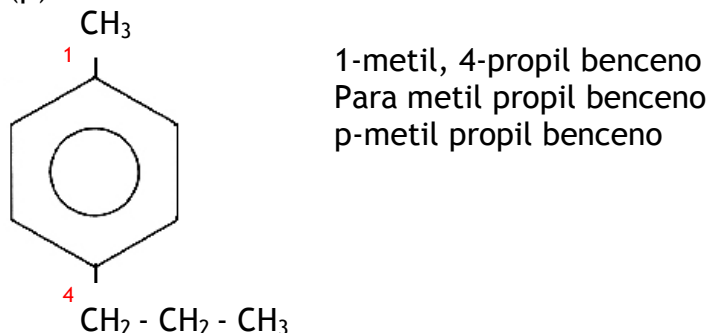 (p)
CH₃
1
1-metil, 4-propil benceno
Para metil propil benceno
p-metil propil benceno
4
CH₂ - CH₂ - CH₃